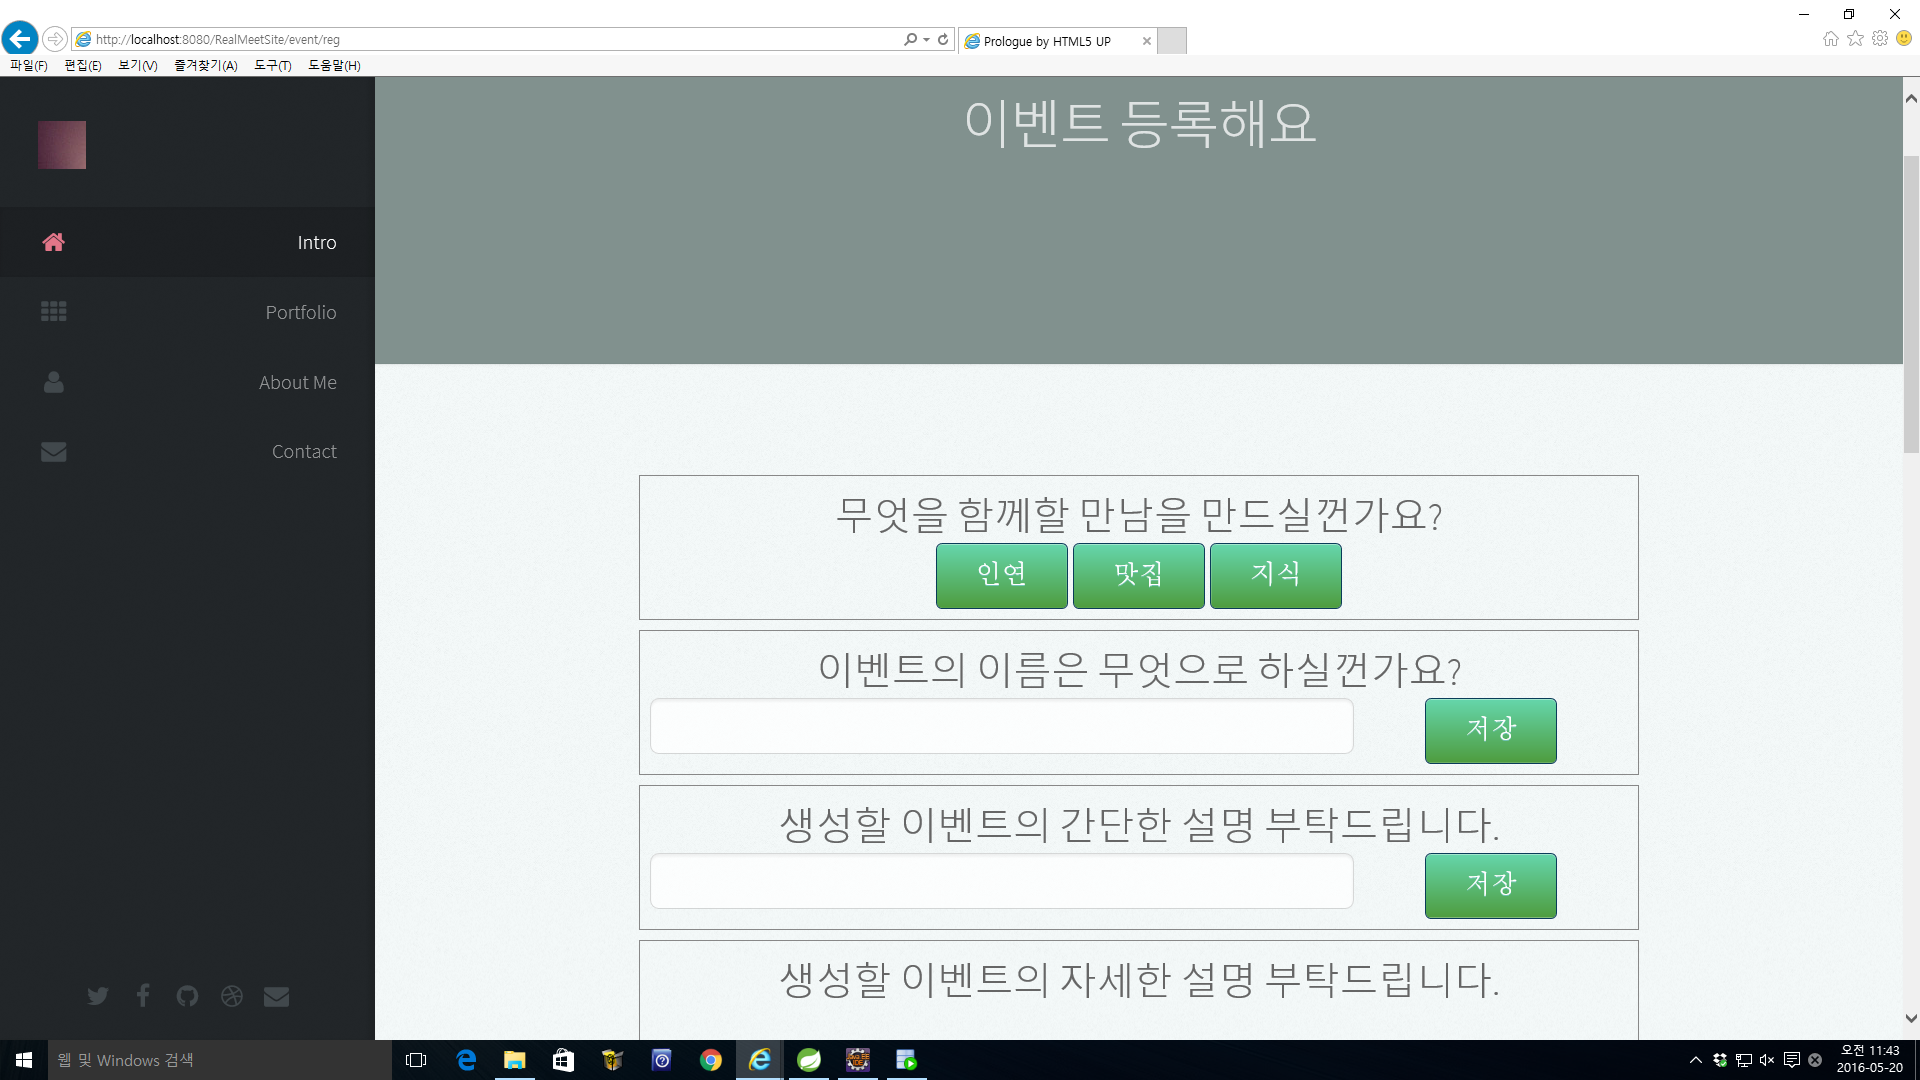 http://localhost:8080/RealMeetSite/event/reg
Prologue by HTML5 UP
파일(F) 편집(E) 보기(V) 즐겨찾기(A) 도구(T) 도움말(H)
이벤트 등록해요
Intro
Portfolio
About Me
Contact
무엇을 함께할 만남을 만드실껀가요?
인연 맛집 지식
이벤트의 이름은 무엇으로 하실껀가요?
저장
생성할 이벤트의 간단한 설명 부탁드립니다.
저장
생성할 이벤트의 자세한 설명 부탁드립니다.
웹 및 Windows 검색
오전 11:43
2016-05-20